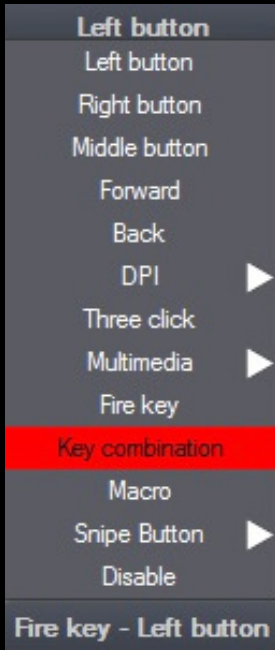 Left button
Left button
Right button
Middle button
Forward
Back
DPI
Three click
Multimedia
Fire key
Key combination
Macro
Snipe Button
Disable
Fire key - Left button